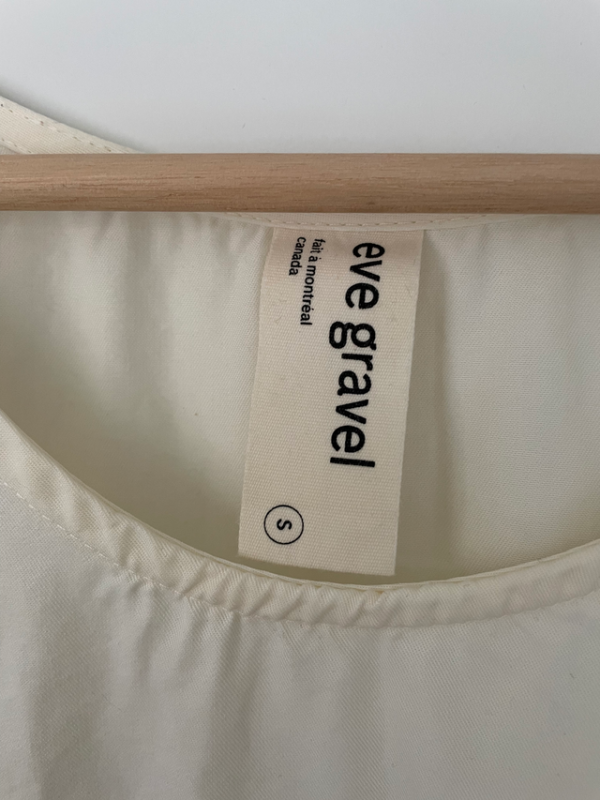 eve gravel
fait à montréal
canada
S